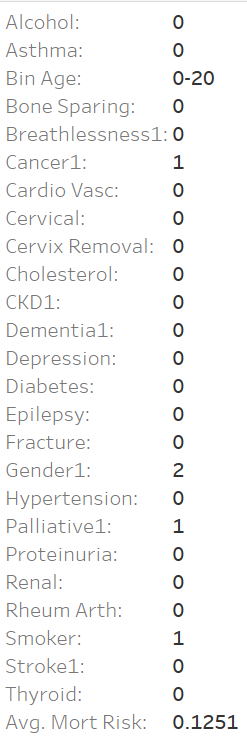 Alcohol: 0
Asthma: 0
Bin Age: 0-20
Bone Sparing: 0
Breathlessness1: 0
Cancer1: 1
Cardio Vasc: 0
Cervical: 0
Cervix Removal: 0
Cholesterol: 0
CKD1: 0
Dementia1: 0
Depression: 0
Diabetes: 0
Epilepsy: 0
Fracture: 0
Gender1: 2
Hypertension: 0
Palliative1: 1
Proteinuria: 0
Renal: 0
Rheum Arth: 0
Smoker: 1
Stroke1: 0
Thyroid: 0
Avg. Mort Risk: 0.1251